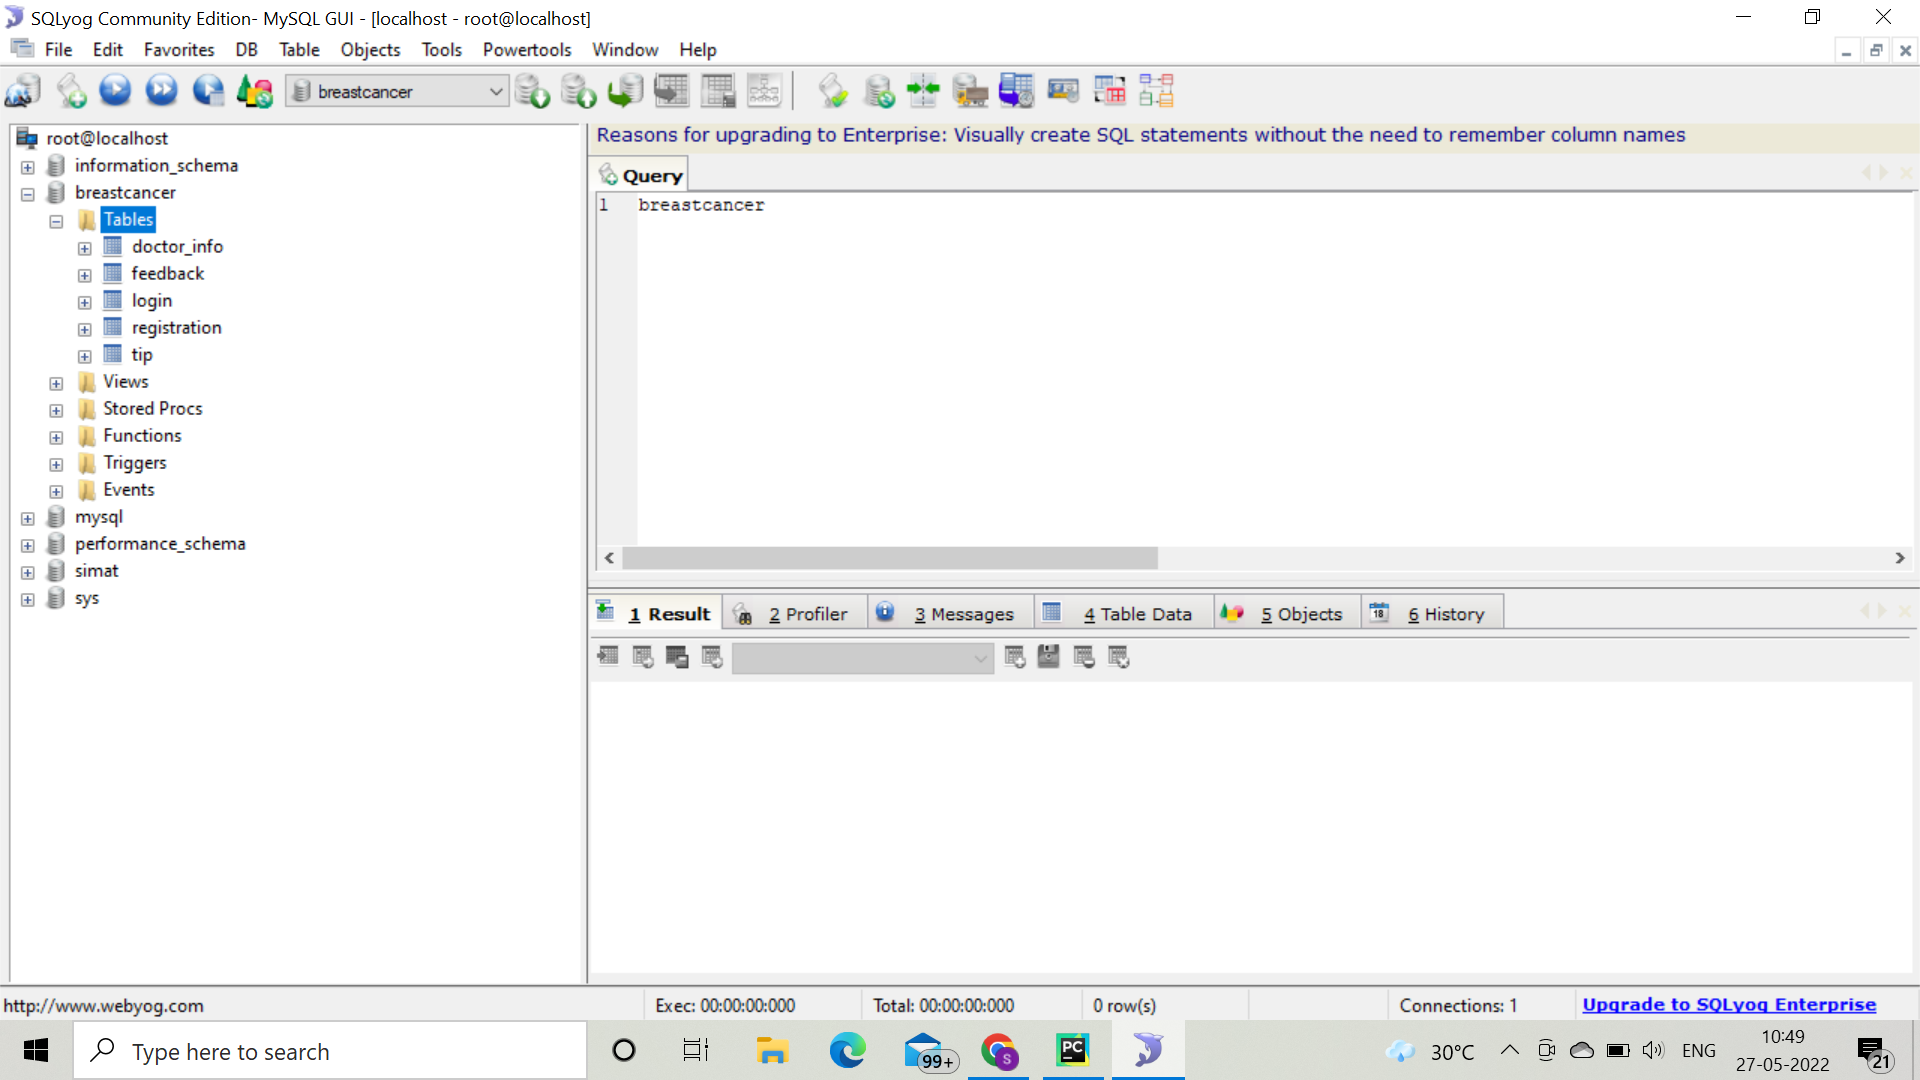 SQLyog Community Edition- MySQL GUI - [localhost - root@localhost]
File Edit Favorites DB Table Objects Tools Powertools Window Help
breastcancer
root@localhost
information_schema
breastcancer
Tables
doctor_info
feedback
login
registration
tip
Views
Stored Procs
Functions
Triggers
Events
mysql
performance_schema
simat
sys
Reasons for upgrading to Enterprise: Visually create SQL statements without the need to remember column names
Query
1 breastcancer
1 Result 2 Profiler 3 Messages 4 Table Data 5 Objects 18 6 History
http://www.webyog.com Exec: 00:00:00:000 Total: 00:00:00:000 0 row(s) Connections: 1 Upgrade to SQLyog Enterprise
Type here to search 99+ S PC 30°C ENG 10:49 21
27-05-2022